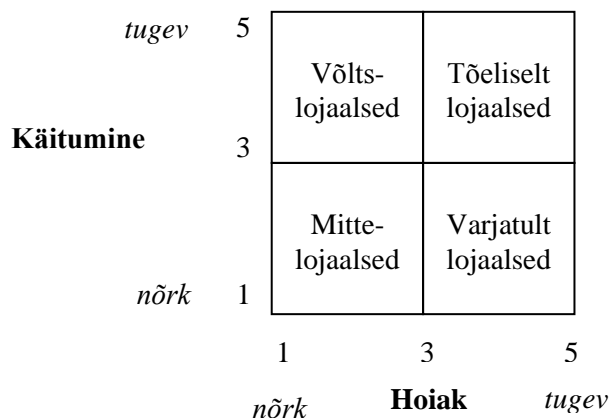 tugev 5 Võlts- Tõeliselt
lojaalsed lojaalsed
Käitumine 3
Mitte- Varjatult
lojaalsed lojaalsed
nõrk 1
1 3 5
nõrk Hoiak tugev